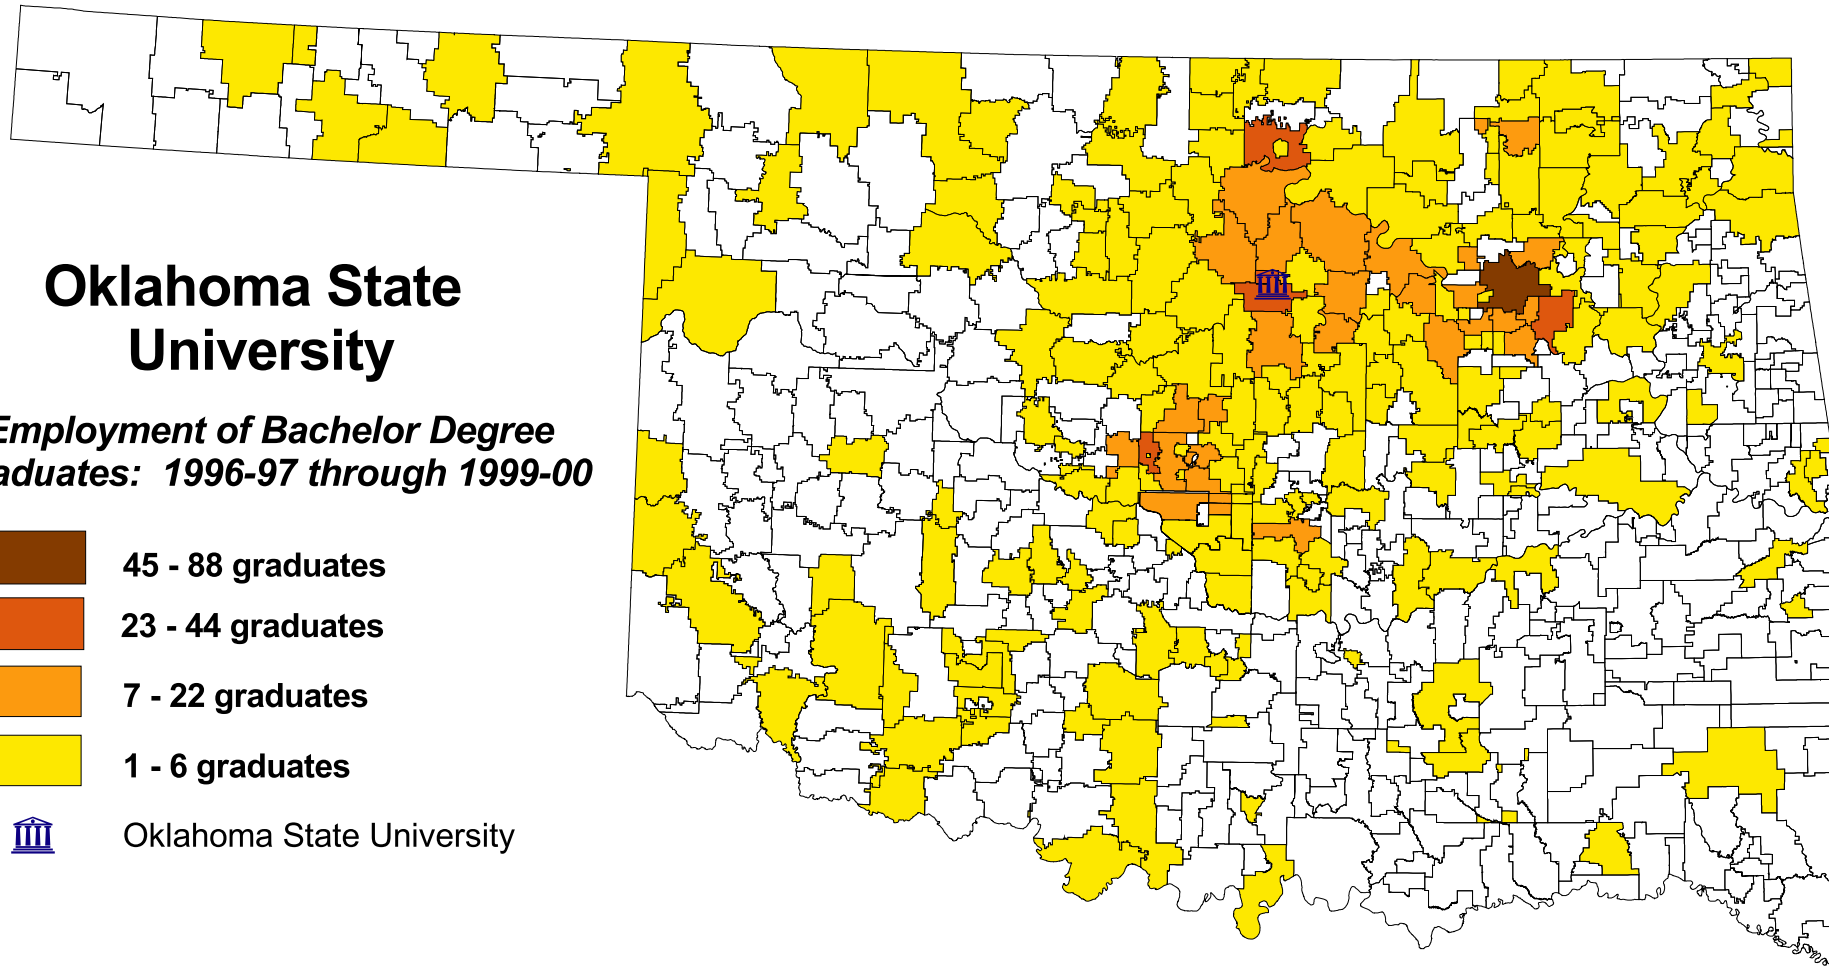 Oklahoma State
University
Employment of Bachelor Degree
aduates: 1996-97 through 1999-00
45 - 88 graduates
23 - 44 graduates
7 - 22 graduates
1 - 6 graduates
Oklahoma State University